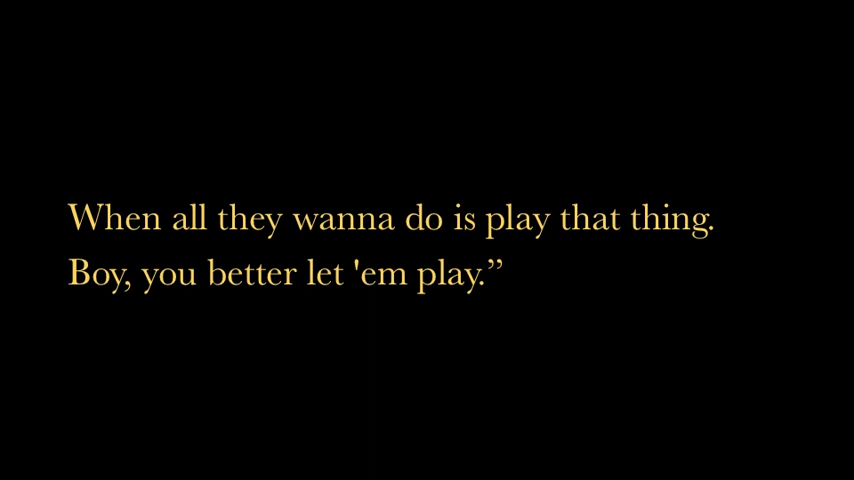 When all they wanna do is play that thing.
Boy, you better let 'em play.”